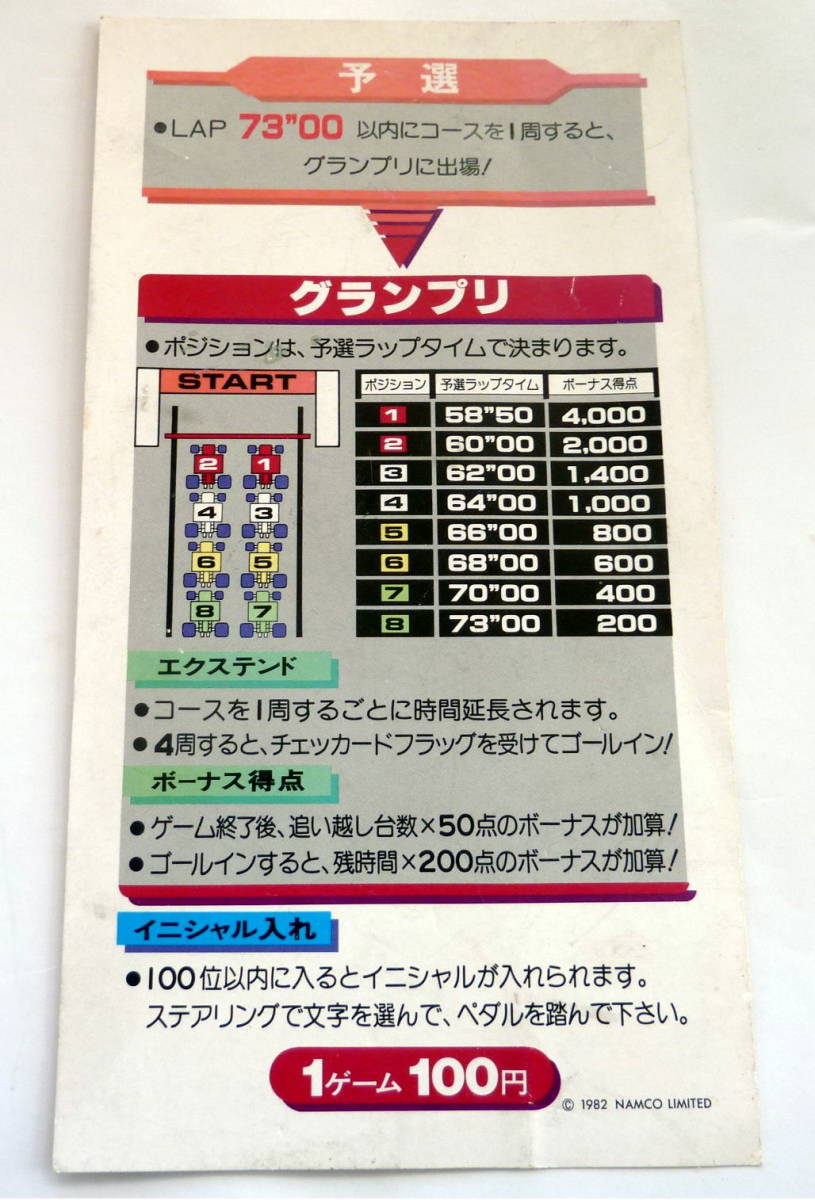 予選
●LAP 73"00 以内にコースを1周すると、
グランプリに出場!
グランプリ
●ポジションは、予選ラップタイムで決まります。
START
2 1
4 3
6 5
8 7
ポジション 予選ラップタイム ボーナス得点
1 58"50 4,000
2 60"00 2,000
3 62"00 1,400
4 64"00 1,000
5 66"00 800
6 68"00 600
7 70"00 400
8 73"00 200
エクステンド
●コースを1周するごとに時間延長されます。
●4周すると、チェッカードフラッグを受けてゴールイン!
ボーナス得点
●ゲーム終了後、追い越し台数×50点のボーナスが加算!
●ゴールインすると、残時間×200点のボーナスが加算!
イニシャル入れ
●100位以内に入るとイニシャルが入れられます。
ステアリングで文字を選んで、ペダルを踏んで下さい。
1ゲーム100円
© 1982 NAMCO LIMITED